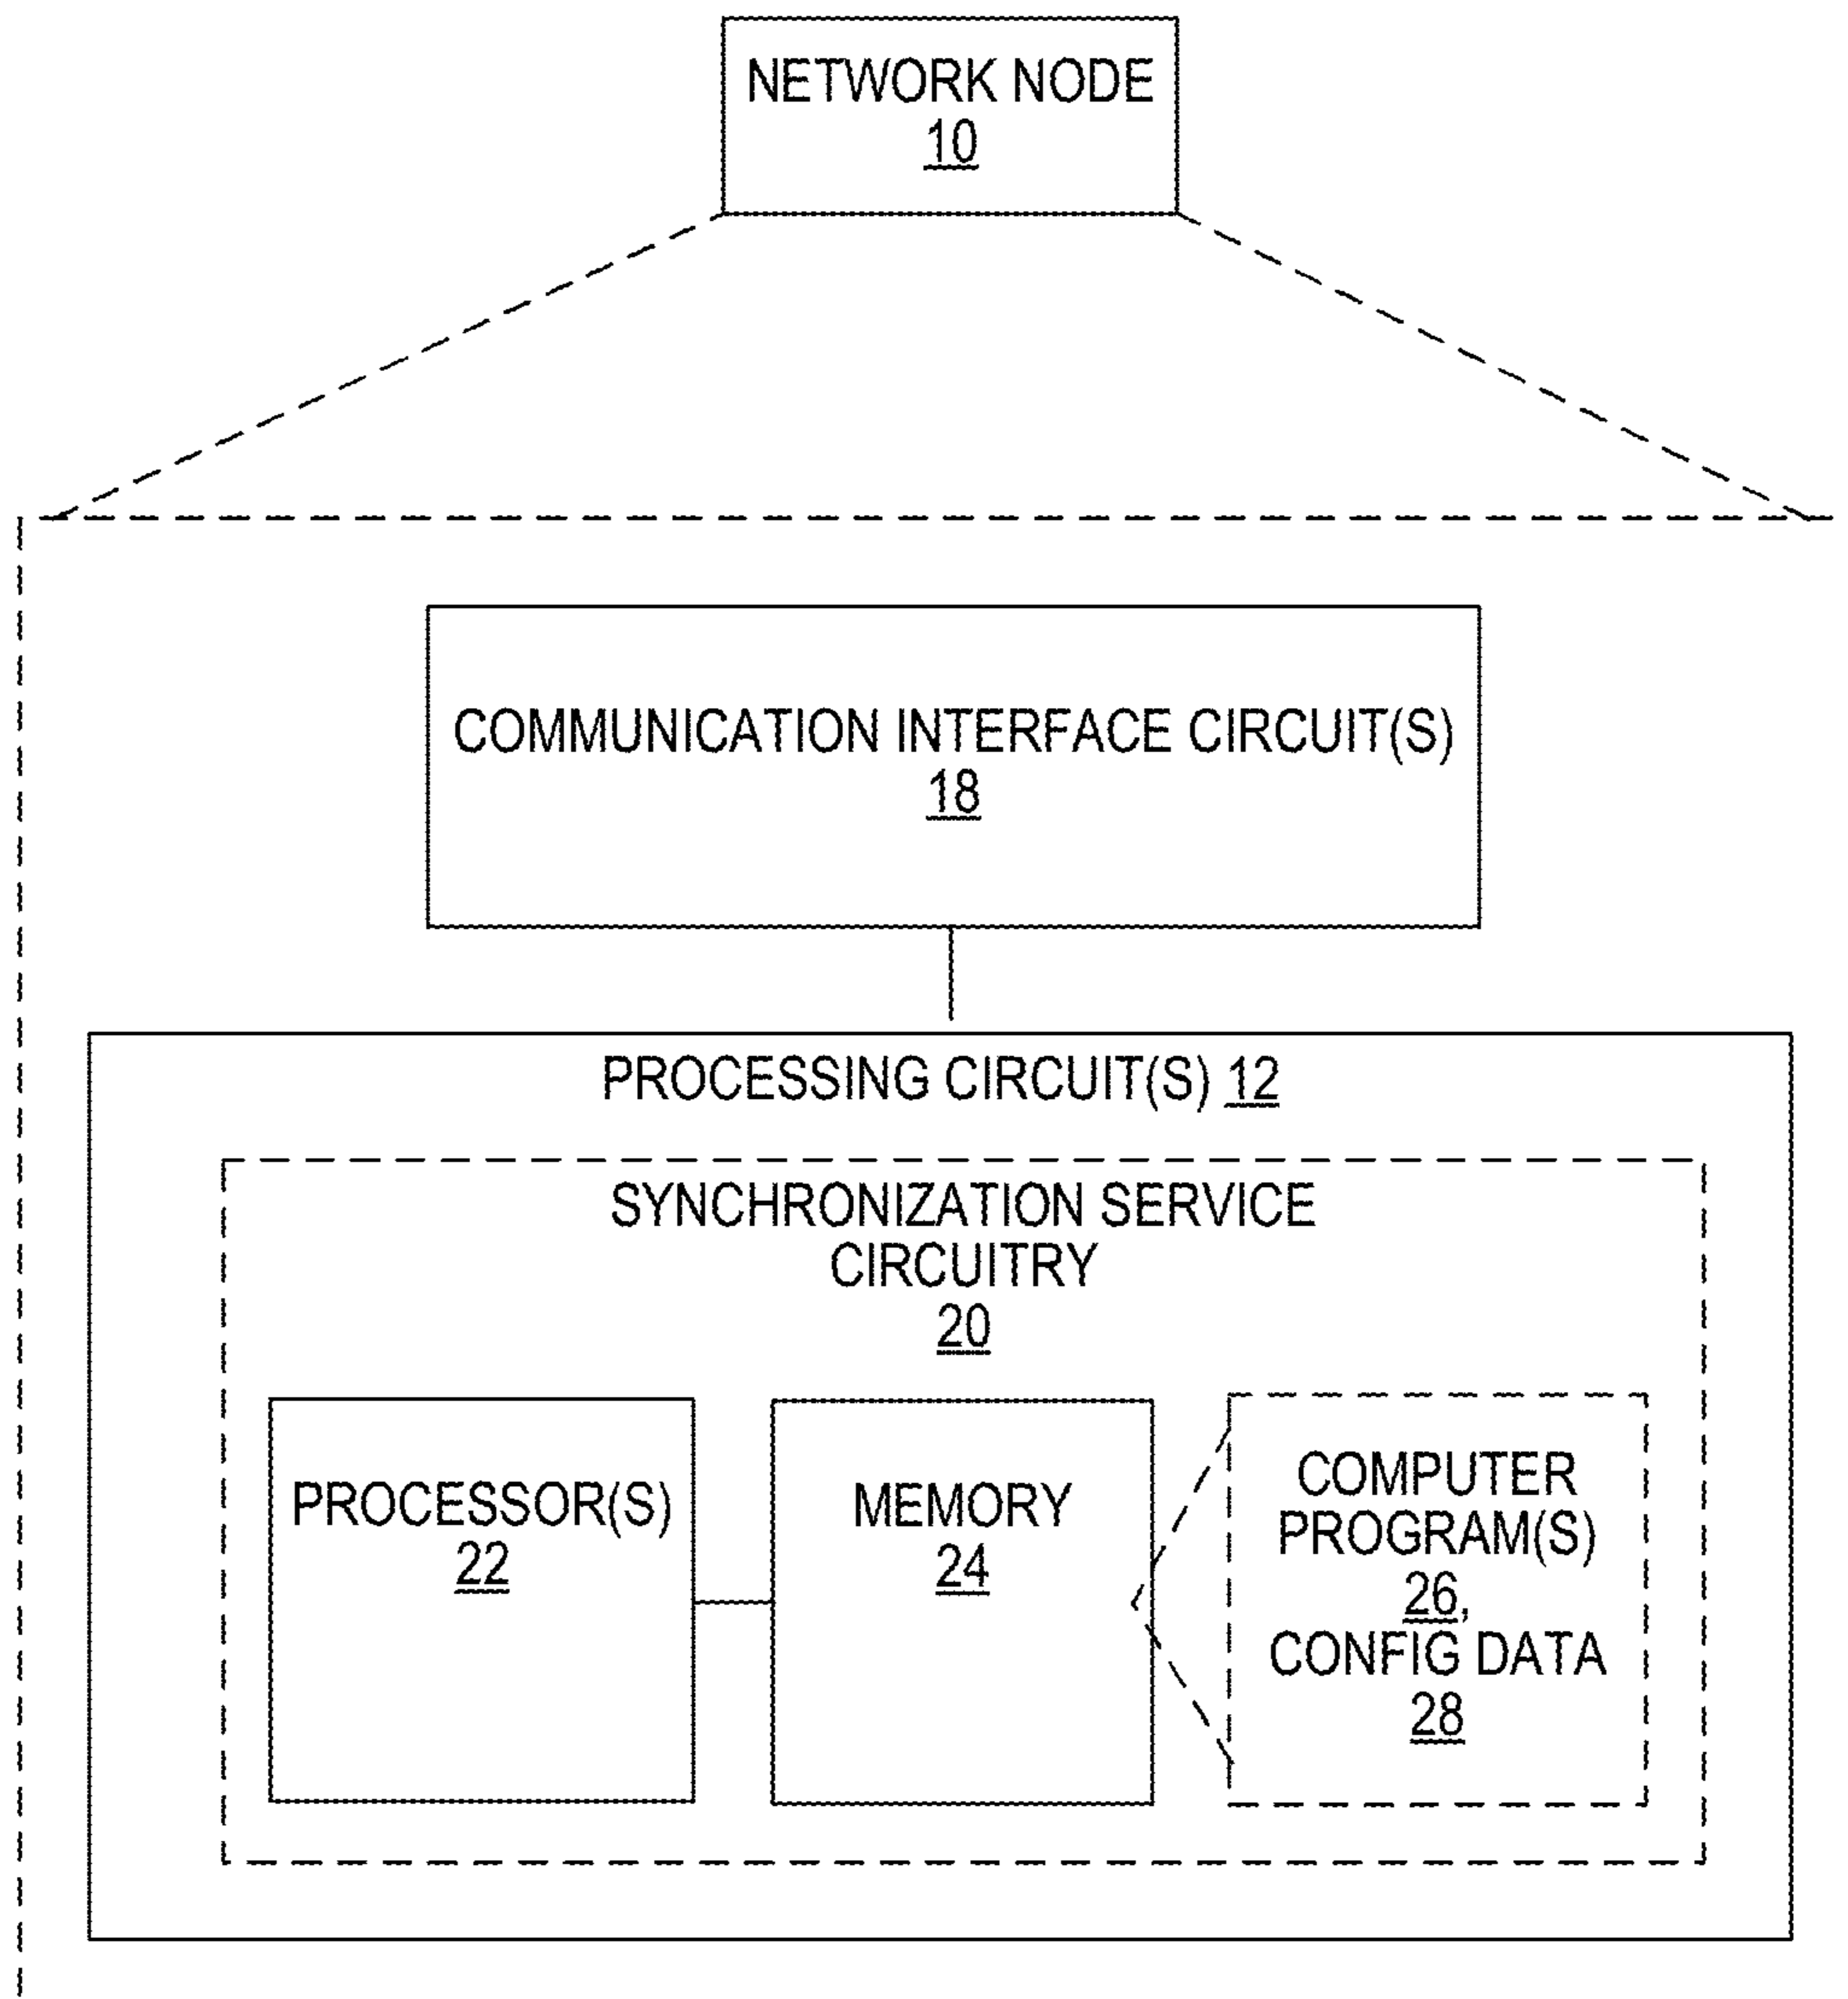 NETWORK NODE
10
COMMUNICATION INTERFACE CIRCUIT(S)
18
PROCESSING CIRCUIT(S) 12
SYNCHRONIZATION SERVICE
CIRCUITRY
20
PROCESSOR(S)
22
MEMORY
24
COMPUTER
PROGRAM(S)
26,
CONFIG DATA
28